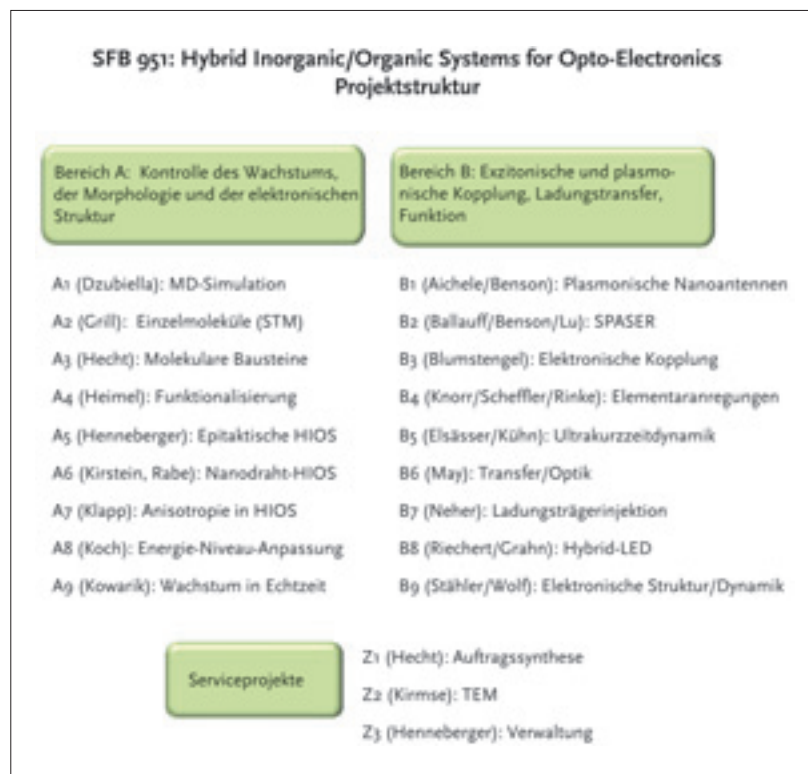 SFB 951: Hybrid Inorganic/Organic Systems for Opto-Electronics
Projektstruktur
Bereich A: Kontrolle des Wachstums,
der Morphologie und der elektronischen
Struktur
Bereich B: Exzitonische und plasmo-
nische Kopplung, Ladungstransfer,
Funktion
A1 (Dzubiella): MD-Simulation
A2 (Grill): Einzelmoleküle (STM)
A3 (Hecht): Molekulare Bausteine
A4 (Heimel): Funktionalisierung
A5 (Henneberger): Epitaktische HIOS
A6 (Kirstein, Rabe): Nanodraht-HIOS
A7 (Klapp): Anisotropie in HIOS
A8 (Koch): Energie-Niveau-Anpassung
A9 (Kowarik): Wachstum in Echtzeit
B1 (Aichele/Benson): Plasmonische Nanoantennen
B2 (Ballauff/Benson/Lu): SPASER
B3 (Blumstengel): Elektronische Kopplung
B4 (Knorr/Scheffler/Rinke): Elementaranregungen
B5 (Elsässer/Kühn): Ultrakurzzeitdynamik
B6 (May): Transfer/Optik
B7 (Neher): Ladungsträgerinjektion
B8 (Riechert/Grahn): Hybrid-LED
B9 (Stähler/Wolf): Elektronische Struktur/Dynamik
Serviceprojekte
Z1 (Hecht): Auftragssynthese
Z2 (Kirmse): TEM
Z3 (Henneberger): Verwaltung